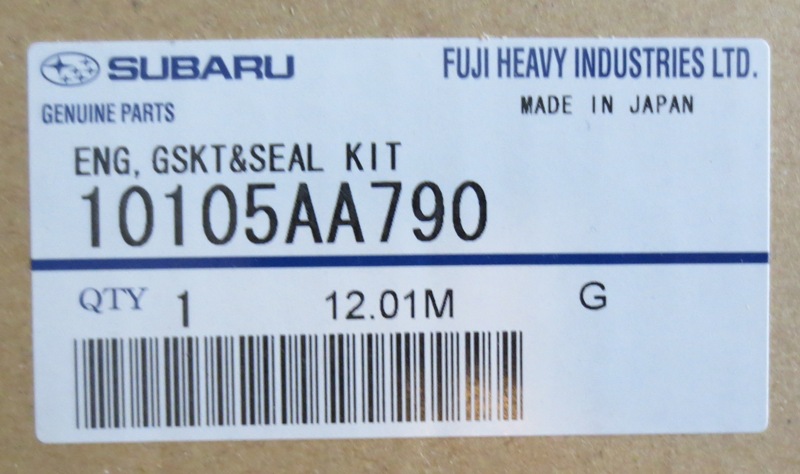 SUBARU
FUJI HEAVY INDUSTRIES LTD.
GENUINE PARTS
MADE IN JAPAN
ENG, GSKT&SEAL KIT
10105AA790
QTY 1 12.01M G